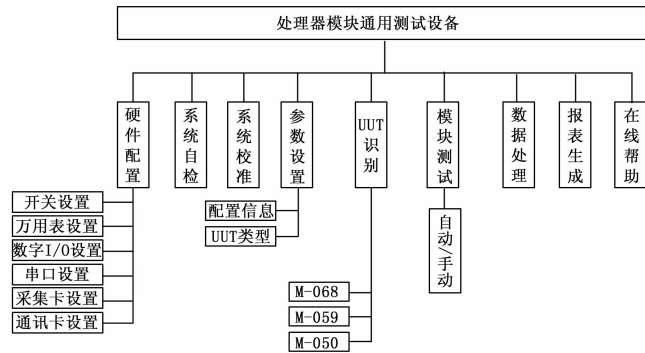 处理器模块通用测试设备
硬件配置
系统自检
系统校准
参数设置
UUT识别
模块测试
数据处理
报表生成
在线帮助
开关设置
万用表设置
数字I/O设置
串口设置
采集卡设置
通讯卡设置
配置信息
UUT类型
自动/手动
M-068
M-059
M-050